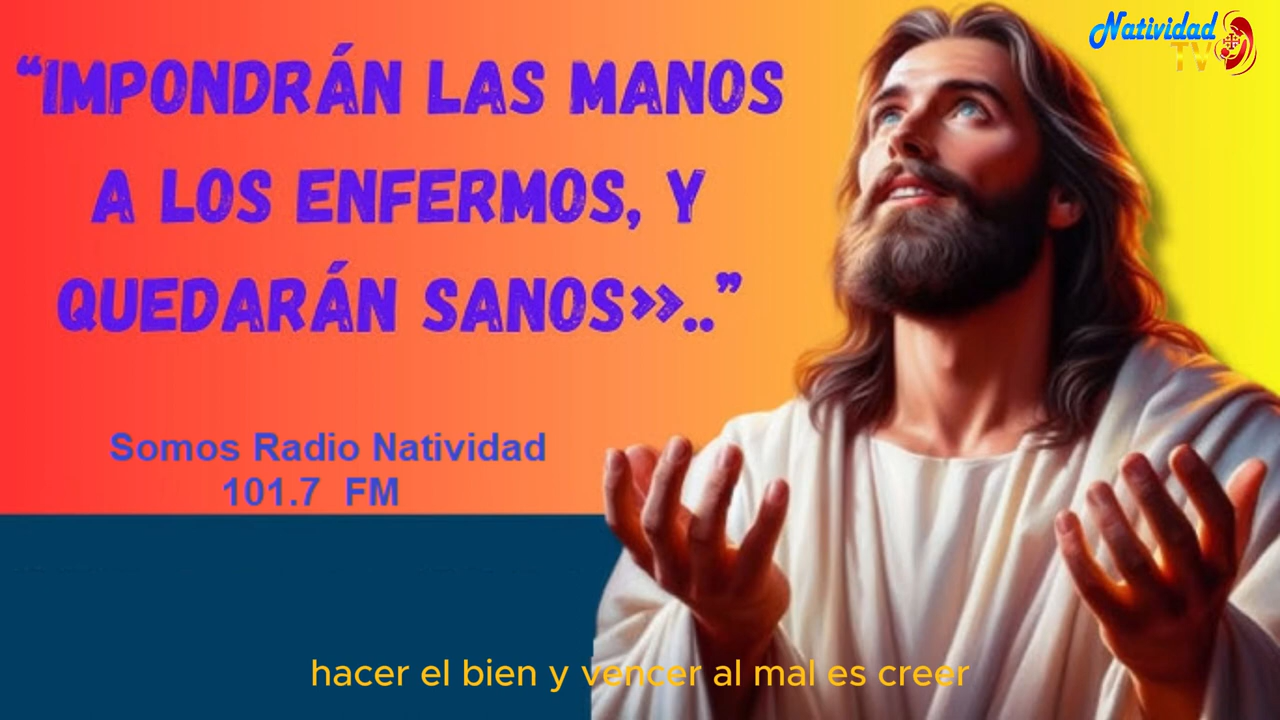 “IMPONDRÁN LAS MANOS
A LOS ENFERMOS, Y
QUEDARÁN SANOS>>..”
Natividad
TV
Somos Radio Natividad
101.7 FM
hacer el bien y vencer al mal es creer